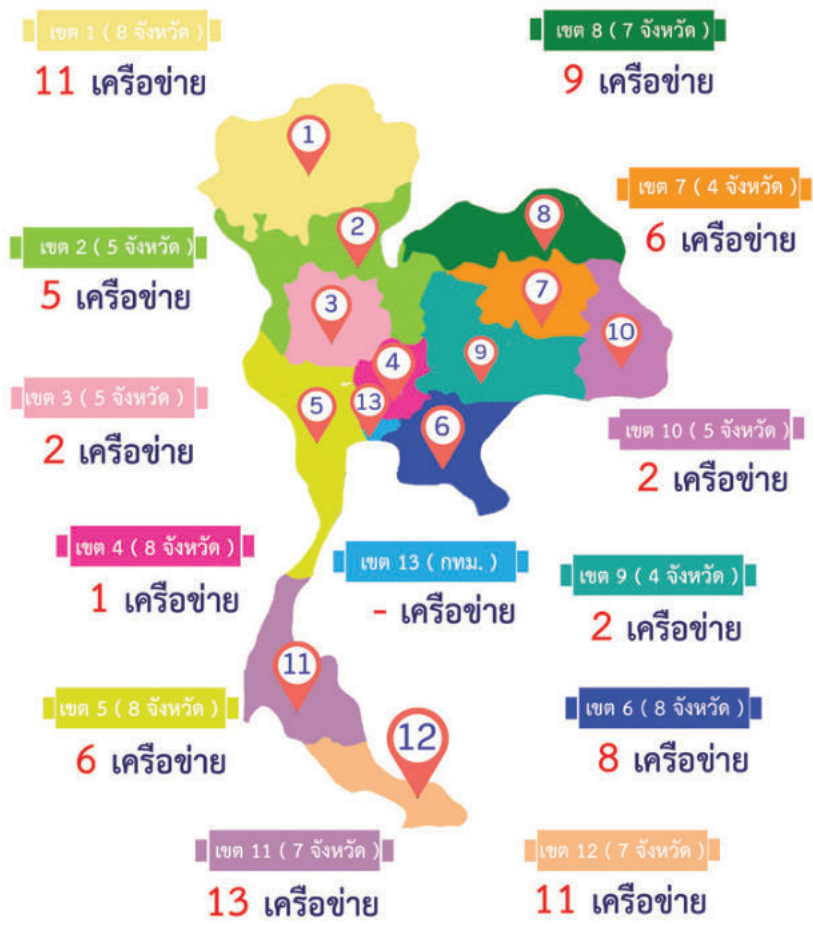 เขต 1 ( 8 จังหวัด )
11 เครือข่าย
เขต 8 ( 7 จังหวัด )
9 เครือข่าย
1
เขต 7 ( 4 จังหวัด )
6 เครือข่าย
8
2
เขต 2 ( 5 จังหวัด )
5 เครือข่าย
3
7
10
9
4
13
5
6
เขต 3 ( 5 จังหวัด )
2 เครือข่าย
เขต 10 ( 5 จังหวัด )
2 เครือข่าย
เขต 4 ( 8 จังหวัด )
1 เครือข่าย
เขต 13 ( กทม. )
- เครือข่าย
เขต 9 ( 4 จังหวัด )
2 เครือข่าย
11
12
เขต 5 ( 8 จังหวัด )
6 เครือข่าย
เขต 6 ( 8 จังหวัด )
8 เครือข่าย
เขต 11 ( 7 จังหวัด )
13 เครือข่าย
เขต 12 ( 7 จังหวัด )
11 เครือข่าย